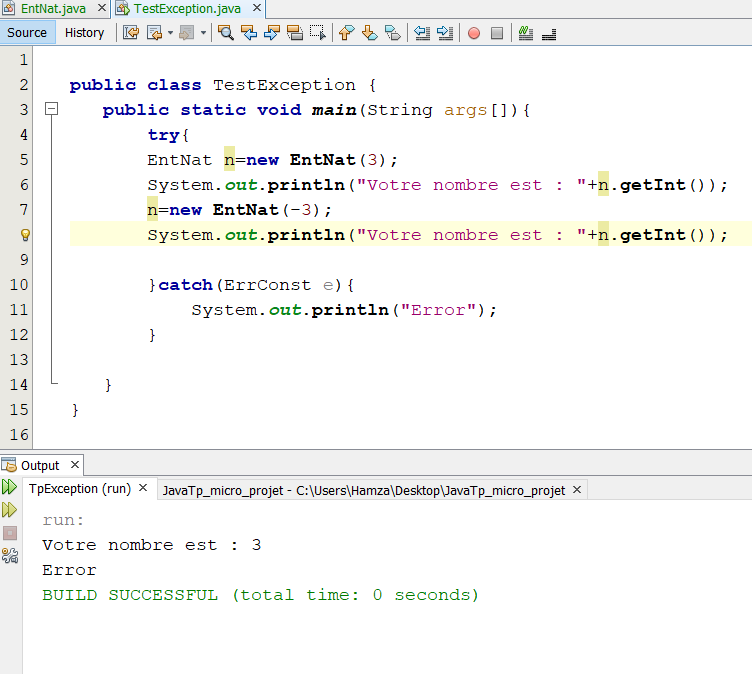 EntNat.java × TestException.java ×
Source History
1
2 public class TestException {
3 public static void main(String args[]){
4 try{
5 EntNat n=new EntNat(3);
6 System.out.println("Votre nombre est : "+n.getInt());
7 n=new EntNat(-3);
System.out.println("Votre nombre est : "+n.getInt());
9
10 }catch(ErrConst e){
11 System.out.println("Error");
12 }
13
14 }
15 }
16
Output ×
TpException (run) × JavaTp_micro_projet - C:\Users\Hamza\Desktop\JavaTp_micro_projet ×
run:
Votre nombre est : 3
Error
BUILD SUCCESSFUL (total time: 0 seconds)